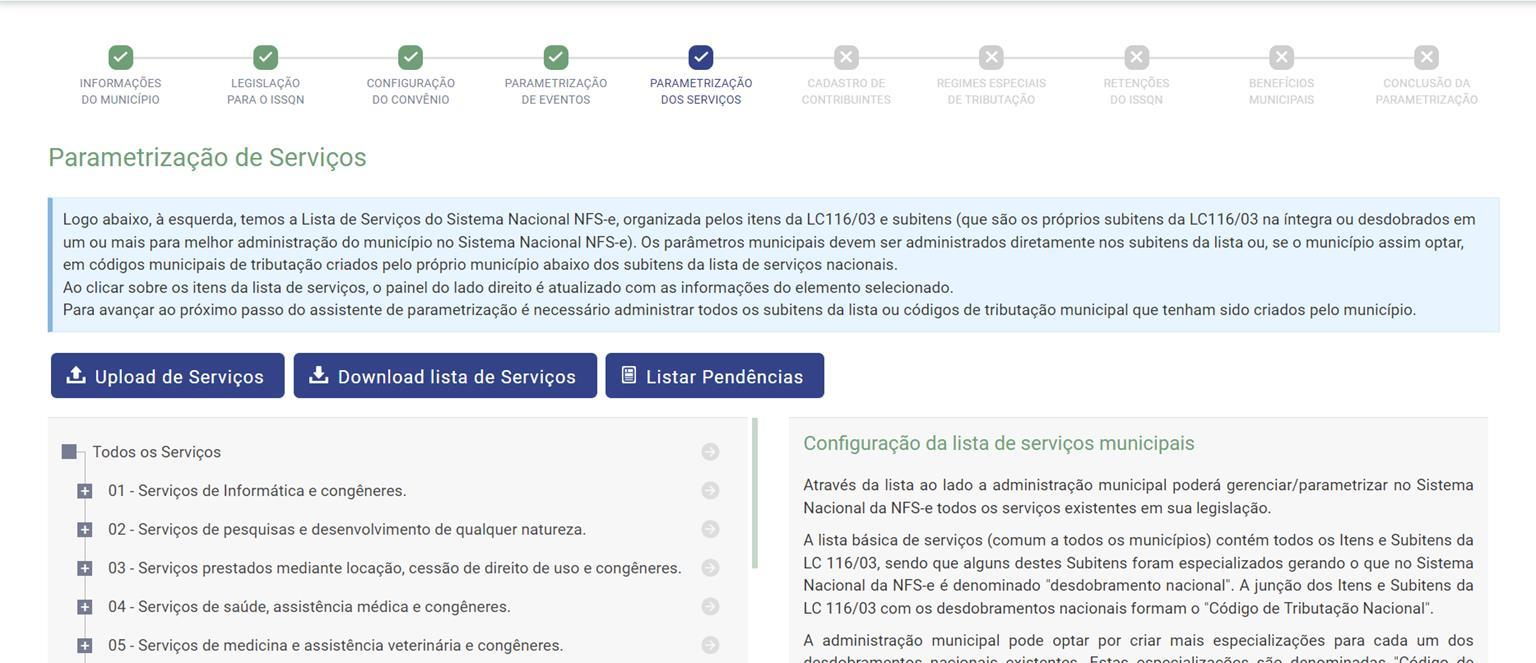 INFORMAÇÕES
DO MUNICÍPIO
LEGISLAÇÃO
PARA O ISSQN
CONFIGURAÇÃO
DO CONVÊNIO
PARAMETRIZAÇÃO
DE EVENTOS
PARAMETRIZAÇÃO
DOS SERVIÇOS
CADASTRO DE
CONTRIBUINTES
REGIMES ESPECIAIS
DE TRIBUTAÇÃO
RETENÇÕES
DO ISSQN
BENEFÍCIOS
MUNICIPAIS
CONCLUSÃO DA
PARAMETRIZAÇÃO
Parametrização de Serviços
Logo abaixo, à esquerda, temos a Lista de Serviços do Sistema Nacional NFS-e, organizada pelos itens da LC116/03 e subitens (que são os próprios subitens da LC116/03 na íntegra ou desdobrados em
um ou mais para melhor administração do município no Sistema Nacional NFS-e). Os parâmetros municipais devem ser administrados diretamente nos subitens da lista ou, se o município assim optar,
em códigos municipais de tributação criados pelo próprio município abaixo dos subitens da lista de serviços nacionais.
Ao clicar sobre os itens da lista de serviços, o painel do lado direito é atualizado com as informações do elemento selecionado.
Para avançar ao próximo passo do assistente de parametrização é necessário administrar todos os subitens da lista ou códigos de tributação municipal que tenham sido criados pelo município.
Upload de Serviços
Download lista de Serviços
Listar Pendências
Todos os Serviços
01 - Serviços de Informática e congêneres.
02 - Serviços de pesquisas e desenvolvimento de qualquer natureza.
03 - Serviços prestados mediante locação, cessão de direito de uso e congêneres.
04 - Serviços de saúde, assistência médica e congêneres.
05 - Serviços de medicina e assistência veterinária e congêneres.
Configuração da lista de serviços municipais
Através da lista ao lado a administração municipal poderá gerenciar/parametrizar no Sistema
Nacional da NFS-e todos os serviços existentes em sua legislação.
A lista básica de serviços (comum a todos os municípios) contém todos os Itens e Subitens da
LC 116/03, sendo que alguns destes Subitens foram especializados gerando o que no Sistema
Nacional da NFS-e é denominado "desdobramento nacional". A junção dos Itens e Subitens da
LC 116/03 com os desdobramentos nacionais formam o "Código de Tributação Nacional".
A administração municipal pode optar por criar mais especializações para cada um dos
desdobramentos nacionais existentes. Estas especializações são denominadas "Código de